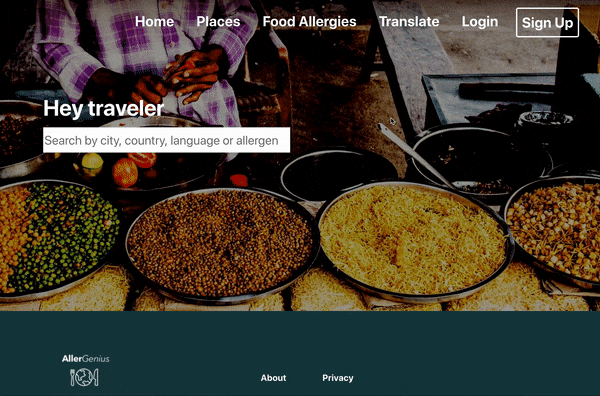 Home Places Food Allergies Translate Login Sign Up
Hey traveler
Search by city, country, language or allergen
AllerGenius
About Privacy